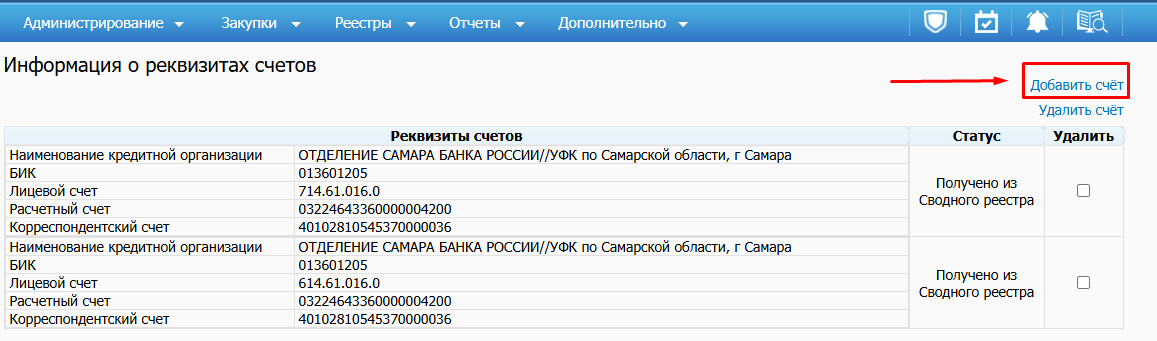 Администрирование Закупки Реестры Отчеты Дополнительно
Информация о реквизитах счетов
Добавить счёт
Удалить счёт
Реквизиты счетов Статус Удалить
Наименование кредитной организации ОТДЕЛЕНИЕ САМАРА БАНКА РОССИИ//УФК по Самарской области, г Самара
БИК 013601205
Лицевой счет 714.61.016.0
Расчетный счет 03224643360000004200
Корреспондентский счет 40102810545370000036
Получено из
Сводного реестра
Наименование кредитной организации ОТДЕЛЕНИЕ САМАРА БАНКА РОССИИ//УФК по Самарской области, г Самара
БИК 013601205
Лицевой счет 614.61.016.0
Расчетный счет 03224643360000004200
Корреспондентский счет 40102810545370000036
Получено из
Сводного реестра